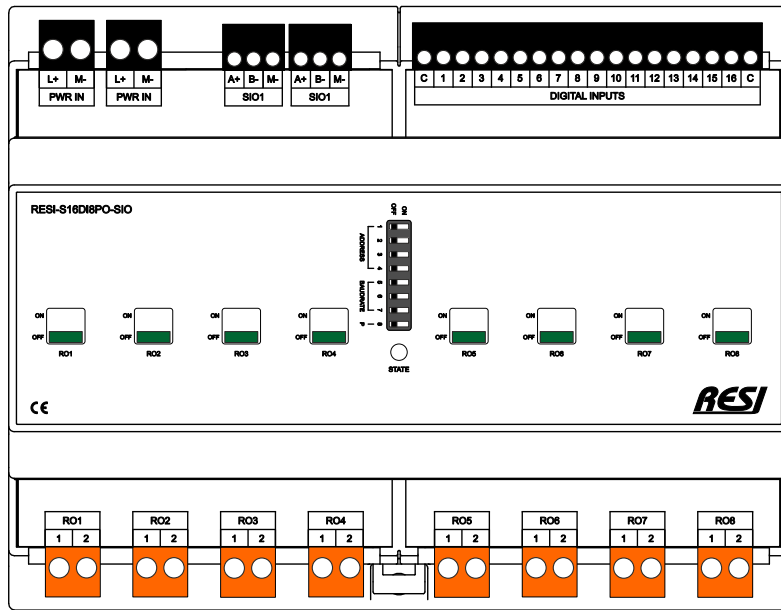 L+ M- L+ M- A+ B- M- A+ B- M- C 1 2 3 4 5 6 7 8 9 10 11 12 13 14 15 16 C
PWR IN PWR IN SIO1 SIO1 DIGITAL INPUTS
RESI-S16DI8PO-SIO
OFF ON
ADDRESS
1
2
3
4
BAUDRATE
5
6
7
P
8
ON ON ON ON ON ON ON ON
OFF OFF OFF OFF OFF OFF OFF OFF
RO1 RO2 RO3 RO4 RO5 RO6 RO7 RO8
STATE
CE
RESI
RO1 RO2 RO3 RO4 RO5 RO6 RO7 RO8
1 2 1 2 1 2 1 2 1 2 1 2 1 2 1 2